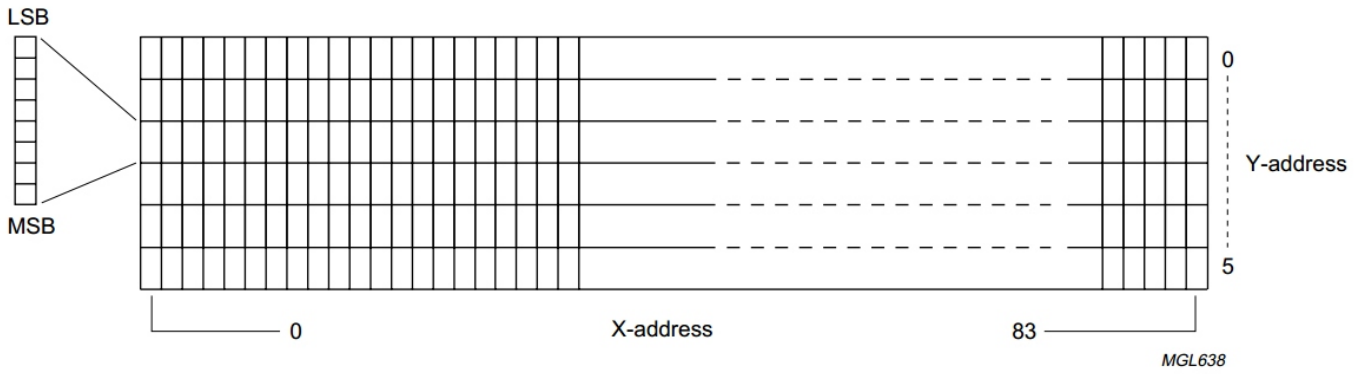 LSB
0
Y-address
MSB
5
0 X-address 83
MGL638